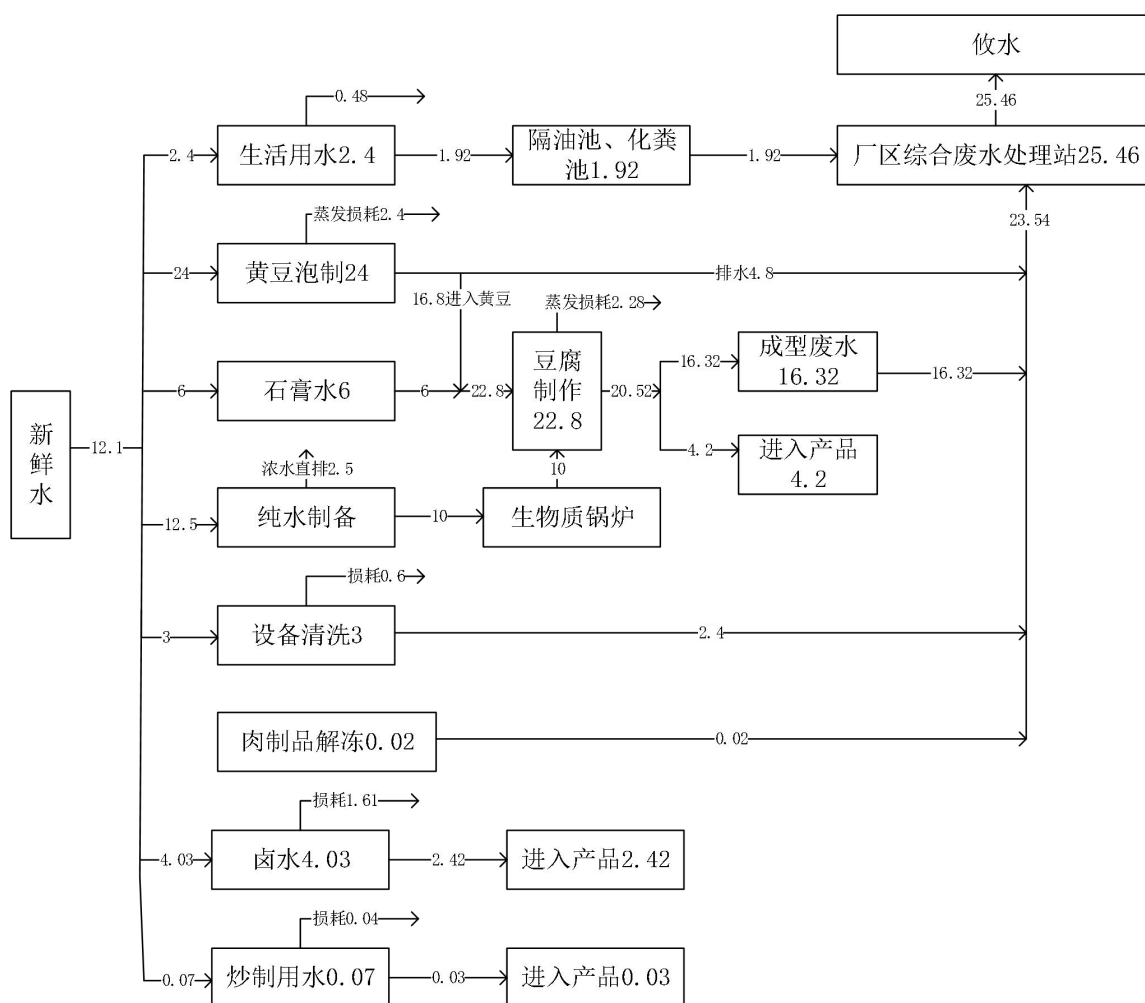 攸水
25.46
0.48
2.4
生活用水2.4
1.92
隔油池、化粪
池1.92
1.92
厂区综合废水处理站25.46
23.54
蒸发损耗2.4
24
黄豆泡制24
排水4.8
16.8进入黄豆
蒸发损耗2.28
6
石膏水6
6
22.8
豆腐
制作
22.8
20.52
16.32
成型废水
16.32
16.32
4.2
进入产品
4.2
新
鲜
水
12.1
浓水直排2.5
12.5
纯水制备
10
生物质锅炉
10
损耗0.6
3
设备清洗3
2.4
肉制品解冻0.02
0.02
损耗1.61
4.03
卤水4.03
2.42
进入产品2.42
损耗0.04
0.07
炒制用水0.07
0.03
进入产品0.03